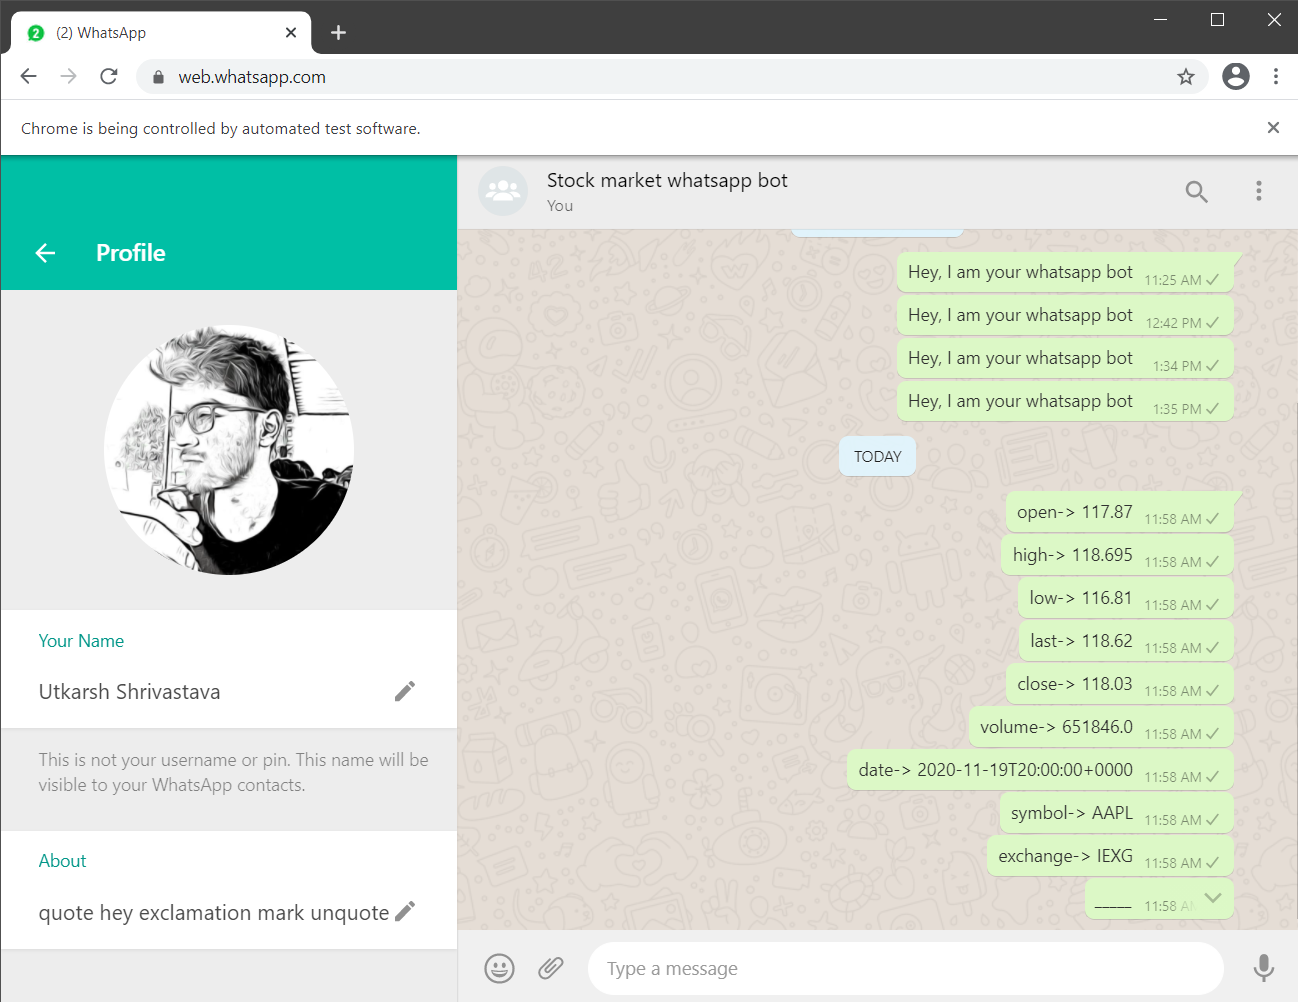 2
(2) WhatsApp
web.whatsapp.com
Chrome is being controlled by automated test software.
Profile
Your Name
Utkarsh Shrivastava
This is not your username or pin. This name will be
visible to your WhatsApp contacts.
About
quote hey exclamation mark unquote
Stock market whatsapp bot
You
Hey, I am your whatsapp bot 11:25 AM
Hey, I am your whatsapp bot 12:42 PM
Hey, I am your whatsapp bot 1:34 PM
Hey, I am your whatsapp bot 1:35 PM
TODAY
open-> 117.87 11:58 AM
high-> 118.695 11:58 AM
low-> 116.81 11:58 AM
last-> 118.62 11:58 AM
close-> 118.03 11:58 AM
volume-> 651846.0 11:58 AM
date-> 2020-11-19T20:00:00+0000 11:58 AM
symbol-> AAPL 11:58 AM
exchange-> IEXG 11:58 AM
_____ 11:58 AM
Type a message